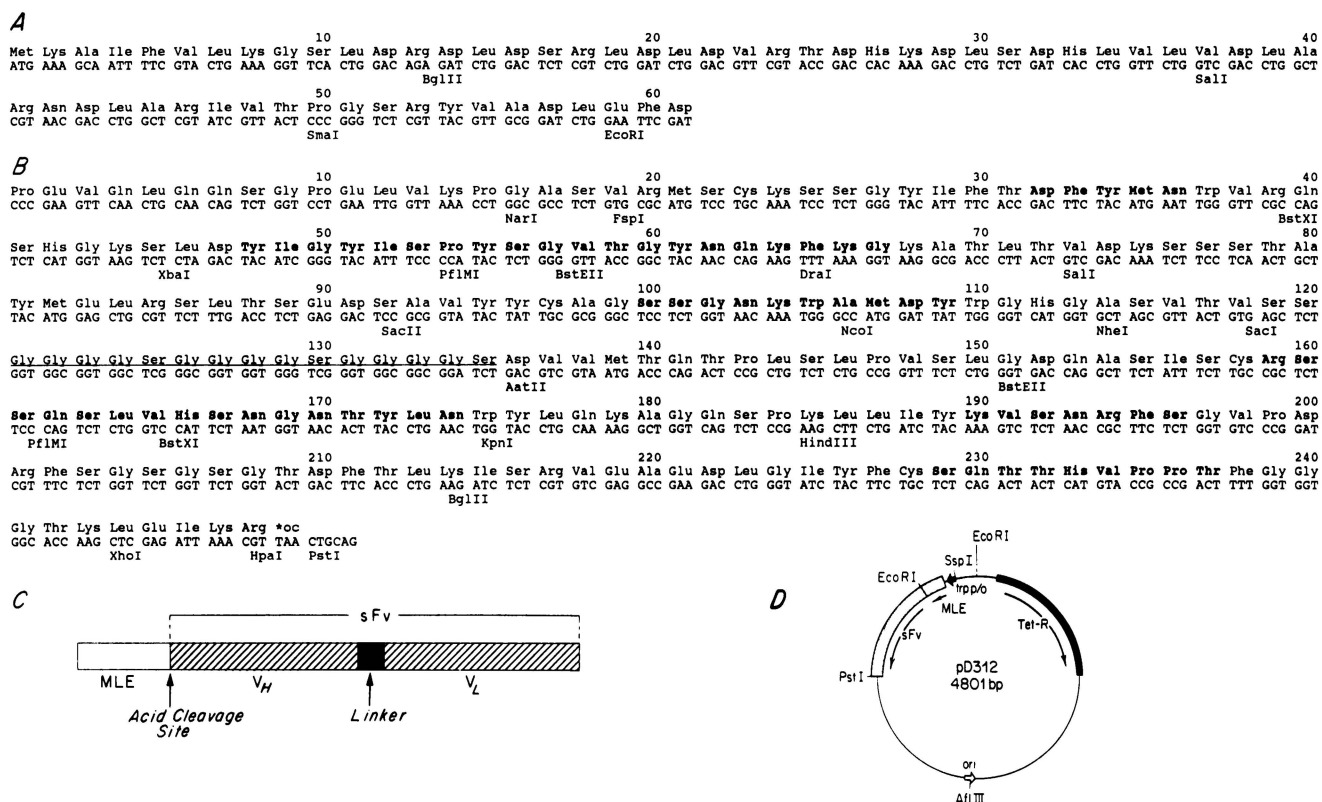 A
10 20 30 40
Met Lys Ala Ile Phe Val Leu Lys Gly Ser Leu Asp Arg Asp Leu Asp Ser Arg Leu Asp Leu Asp Val Arg Thr Asp His Lys Asp Leu Ser Asp His Leu Val Leu Val Asp Leu Ala
ATG AAA GCA ATT TTC GTA CTG AAA GGT TCA CTG GAC AGA GAT CTG GAC TCT CGT CTG GAT CTG GAC GTT CGT ACC GAC CAC AAA GAC CTG TCT GAT CAC CTG GTT CTG GTC GAC CTG GCT
BglII SalI
50 60
Arg Asn Asp Leu Ala Arg Ile Val Thr Pro Gly Ser Arg Tyr Val Ala Asp Leu Glu Phe Asp
CGT AAC GAC CTG GCT CGT ATC GTT ACT CCC GGG TCT CGT TAC GTT GCG GAT CTG GAA TTC GAT
SmaI EcoRI
B
10 20 30 40
Pro Glu Val Gln Leu Gln Gln Ser Gly Pro Glu Leu Val Lys Pro Gly Ala Ser Val Arg Met Ser Cys Lys Ser Ser Gly Tyr Ile Phe Thr Asp Phe Tyr Met Asn Trp Val Arg Gln
CCC GAA GTT CAA CTG CAA CAG TCT GGT CCT GAA TTG GTT AAA CCT GGC GCC TCT GTG CGC ATG TCC TGC AAA TCC TCT GGG TAC ATT TTC ACC GAC TTC TAC ATG AAT TGG GTT CGC CAG
NarI FspI BstXI
50 60 70 80
Ser His Gly Lys Ser Leu Asp Tyr Ile Gly Tyr Ile Ser Pro Tyr Ser Gly Val Thr Gly Tyr Asn Gln Lys Phe Lys Gly Lys Ala Thr Leu Thr Val Asp Lys Ser Ser Ser Thr Ala
TCT CAT GGT AAG TCT CTA GAC TAC ATC GGG TAC ATT TCC CCA TAC TCT GGG GTT ACC GGC TAC AAC CAG AAG TTT AAA GGT AAG GCG ACC CTT ACT GTC GAC AAA TCT TCC TCA ACT GCT
XbaI PflMI BstEII DraI SalI
90 100 110 120
Tyr Met Glu Leu Arg Ser Leu Thr Ser Glu Asp Ser Ala Val Tyr Tyr Cys Ala Gly Ser Ser Gly Asn Lys Trp Ala Met Asp Tyr Trp Gly His Gly Ala Ser Val Thr Val Ser Ser
TAC ATG GAG CTG CGT TCT TTG ACC TCT GAG GAC TCC GCG GTA TAC TAT TGC GCG GGC TCC TCT GGT AAC AAA TGG GCC ATG GAT TAT TGG GGT CAT GGT GCT AGC GTT ACT GTG AGC TCT
SacII NcoI NheI SacI
130 140 150 160
Gly Gly Gly Gly Ser Gly Gly Gly Gly Ser Gly Gly Gly Gly Ser Asp Val Val Met Thr Gln Thr Pro Leu Ser Leu Pro Val Ser Leu Gly Asp Gln Ala Ser Ile Ser Cys Arg Ser
GGT GGC GGT GGC TCG GGC GGT GGT GGG TCG GGT GGC GGC GGA TCT GAC GTC GTA ATG ACC CAG ACT CCG CTG TCT CTG CCG GTT TCT CTG GGT GAC CAG GCT TCT ATT TCT TGC CGC TCT
AatII BstEII
170 180 190 200
Ser Gln Ser Leu Val His Ser Asn Gly Asn Thr Tyr Leu Asn Trp Tyr Leu Gln Lys Ala Gly Gln Ser Pro Lys Leu Leu Ile Tyr Lys Val Ser Asn Arg Phe Ser Gly Val Pro Asp
TCC CAG TCT CTG GTC CAT TCT AAT GGT AAC ACT TAC CTG AAC TGG TAC CTG CAA AAG GCT GGT CAG TCT CCG AAG CTT CTG ATC TAC AAA GTC TCT AAC CGC TTC TCT GGT GTC CCG GAT
PflMI BstXI KpnI HindIII
210 220 230 240
Arg Phe Ser Gly Ser Gly Ser Gly Thr Asp Phe Thr Leu Lys Ile Ser Arg Val Glu Ala Glu Asp Leu Gly Ile Tyr Phe Cys Ser Gln Thr Thr His Val Pro Pro Thr Phe Gly Gly
CGT TTC TCT GGT TCT GGT TCT GGT ACT GAC TTC ACC CTG AAG ATC TCT CGT GTC GAG GCC GAA GAC CTG GGT ATC TAC TTC TGC TCT CAG ACT ACT CAT GTA CCG CCG ACT TTT GGT GGT
BglII
Gly Thr Lys Leu Glu Ile Lys Arg *oc
GGC ACC AAG CTC GAG ATT AAA CGT TAA CTGCAG
XhoI HpaI PstI
C
sFv
MLE VH VL
Acid Cleavage Site
Linker
D
EcoRI
SspI
EcoRI
trpp/o
MLE
sFv
Tet-R
PstI
pD312
4801bp
ori
AflIII